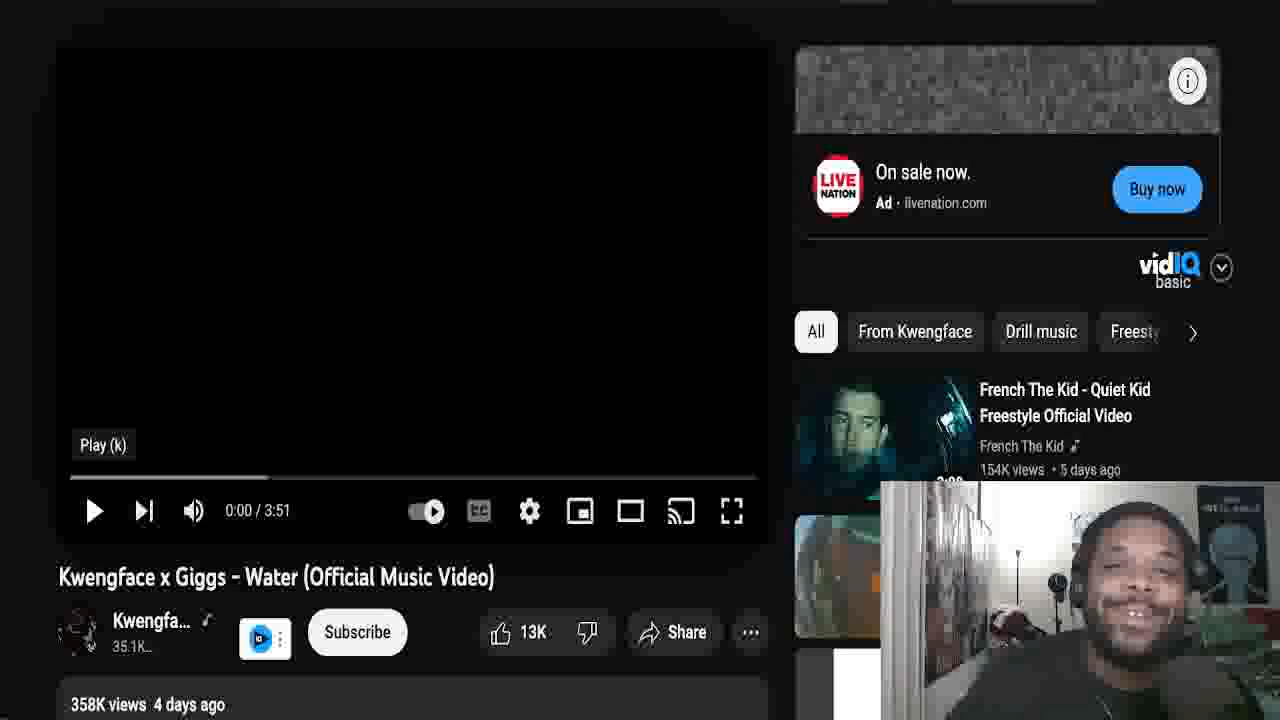 On sale now.
LIVE
NATION
Ad · livenation.com
Buy now
vidIQ
basic
All
From Kwengface
Drill music
French The Kid - Quiet Kid
Freestyle Official Video
French The Kid
154K views · 5 days ago
Play (k)
0:00 / 3:51
CC
Kwengface x Giggs - Water (Official Music Video)
Kwengfa...
35.1K...
Subscribe
13K
Share
358K views 4 days ago